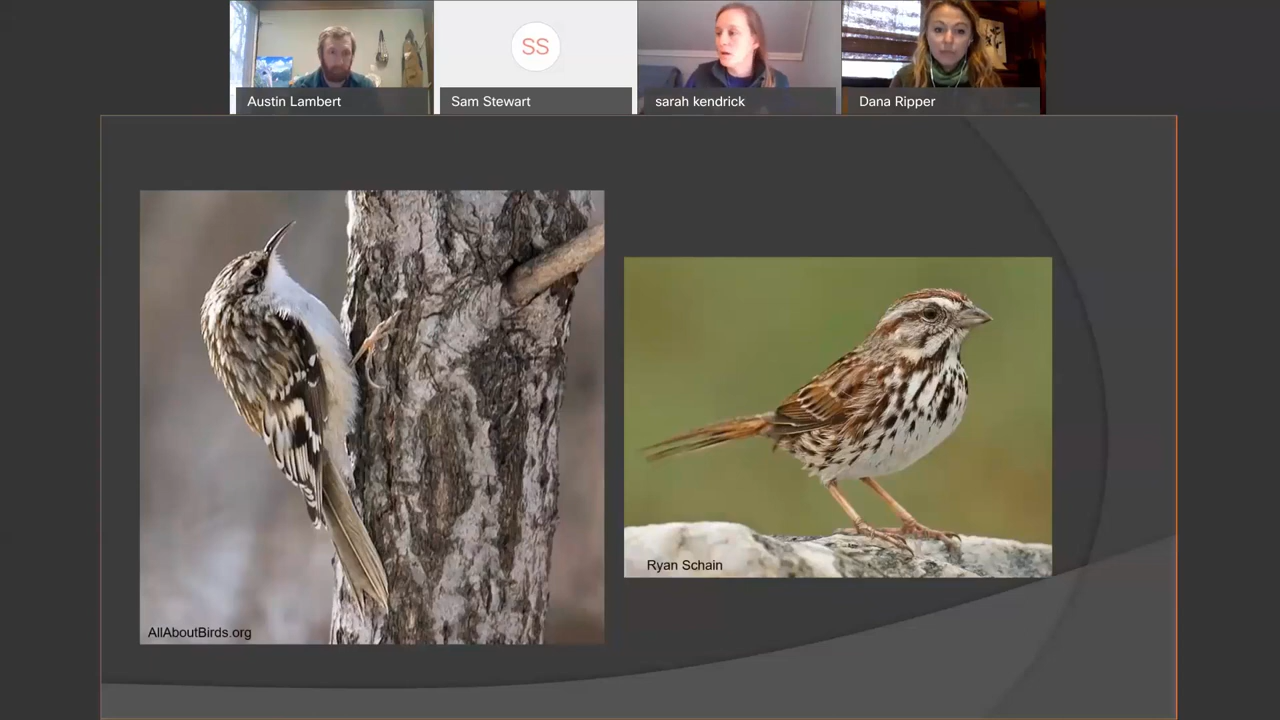 SS
Austin Lambert
Sam Stewart
sarah kendrick
Dana Ripper
Ryan Schain
AllAboutBirds.org